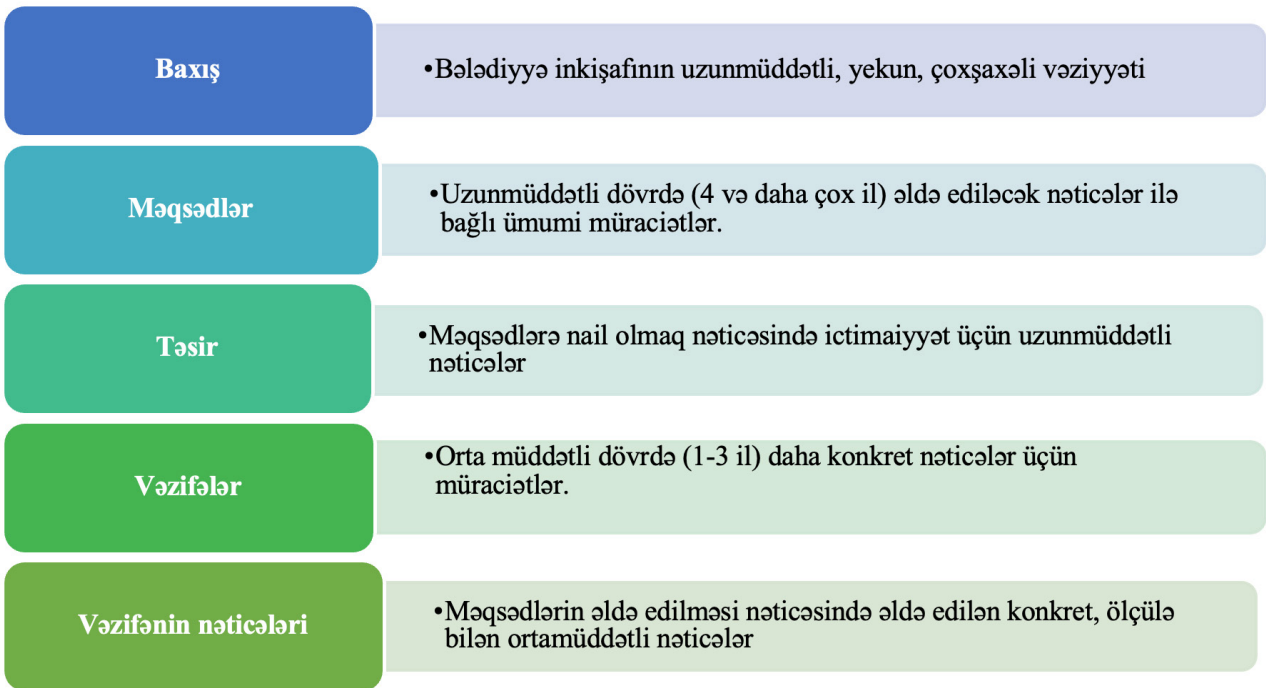 Baxış
•Bələdiyyə inkişafının uzunmüddətli, yekun, çoxşaxəli vəziyyəti
Məqsədlər
•Uzunmüddətli dövrdə (4 və daha çox il) əldə ediləcək nəticələr ilə
bağlı ümumi müraciətlər.
Təsir
•Məqsədlərə nail olmaq nəticəsində ictimaiyyət üçün uzunmüddətli
nəticələr
Vəzifələr
•Orta müddətli dövrdə (1-3 il) daha konkret nəticələr üçün
müraciətlər.
Vəzifənin nəticələri
•Məqsədlərin əldə edilməsi nəticəsində əldə edilən konkret, ölçülə
bilən ortamüddətli nəticələr